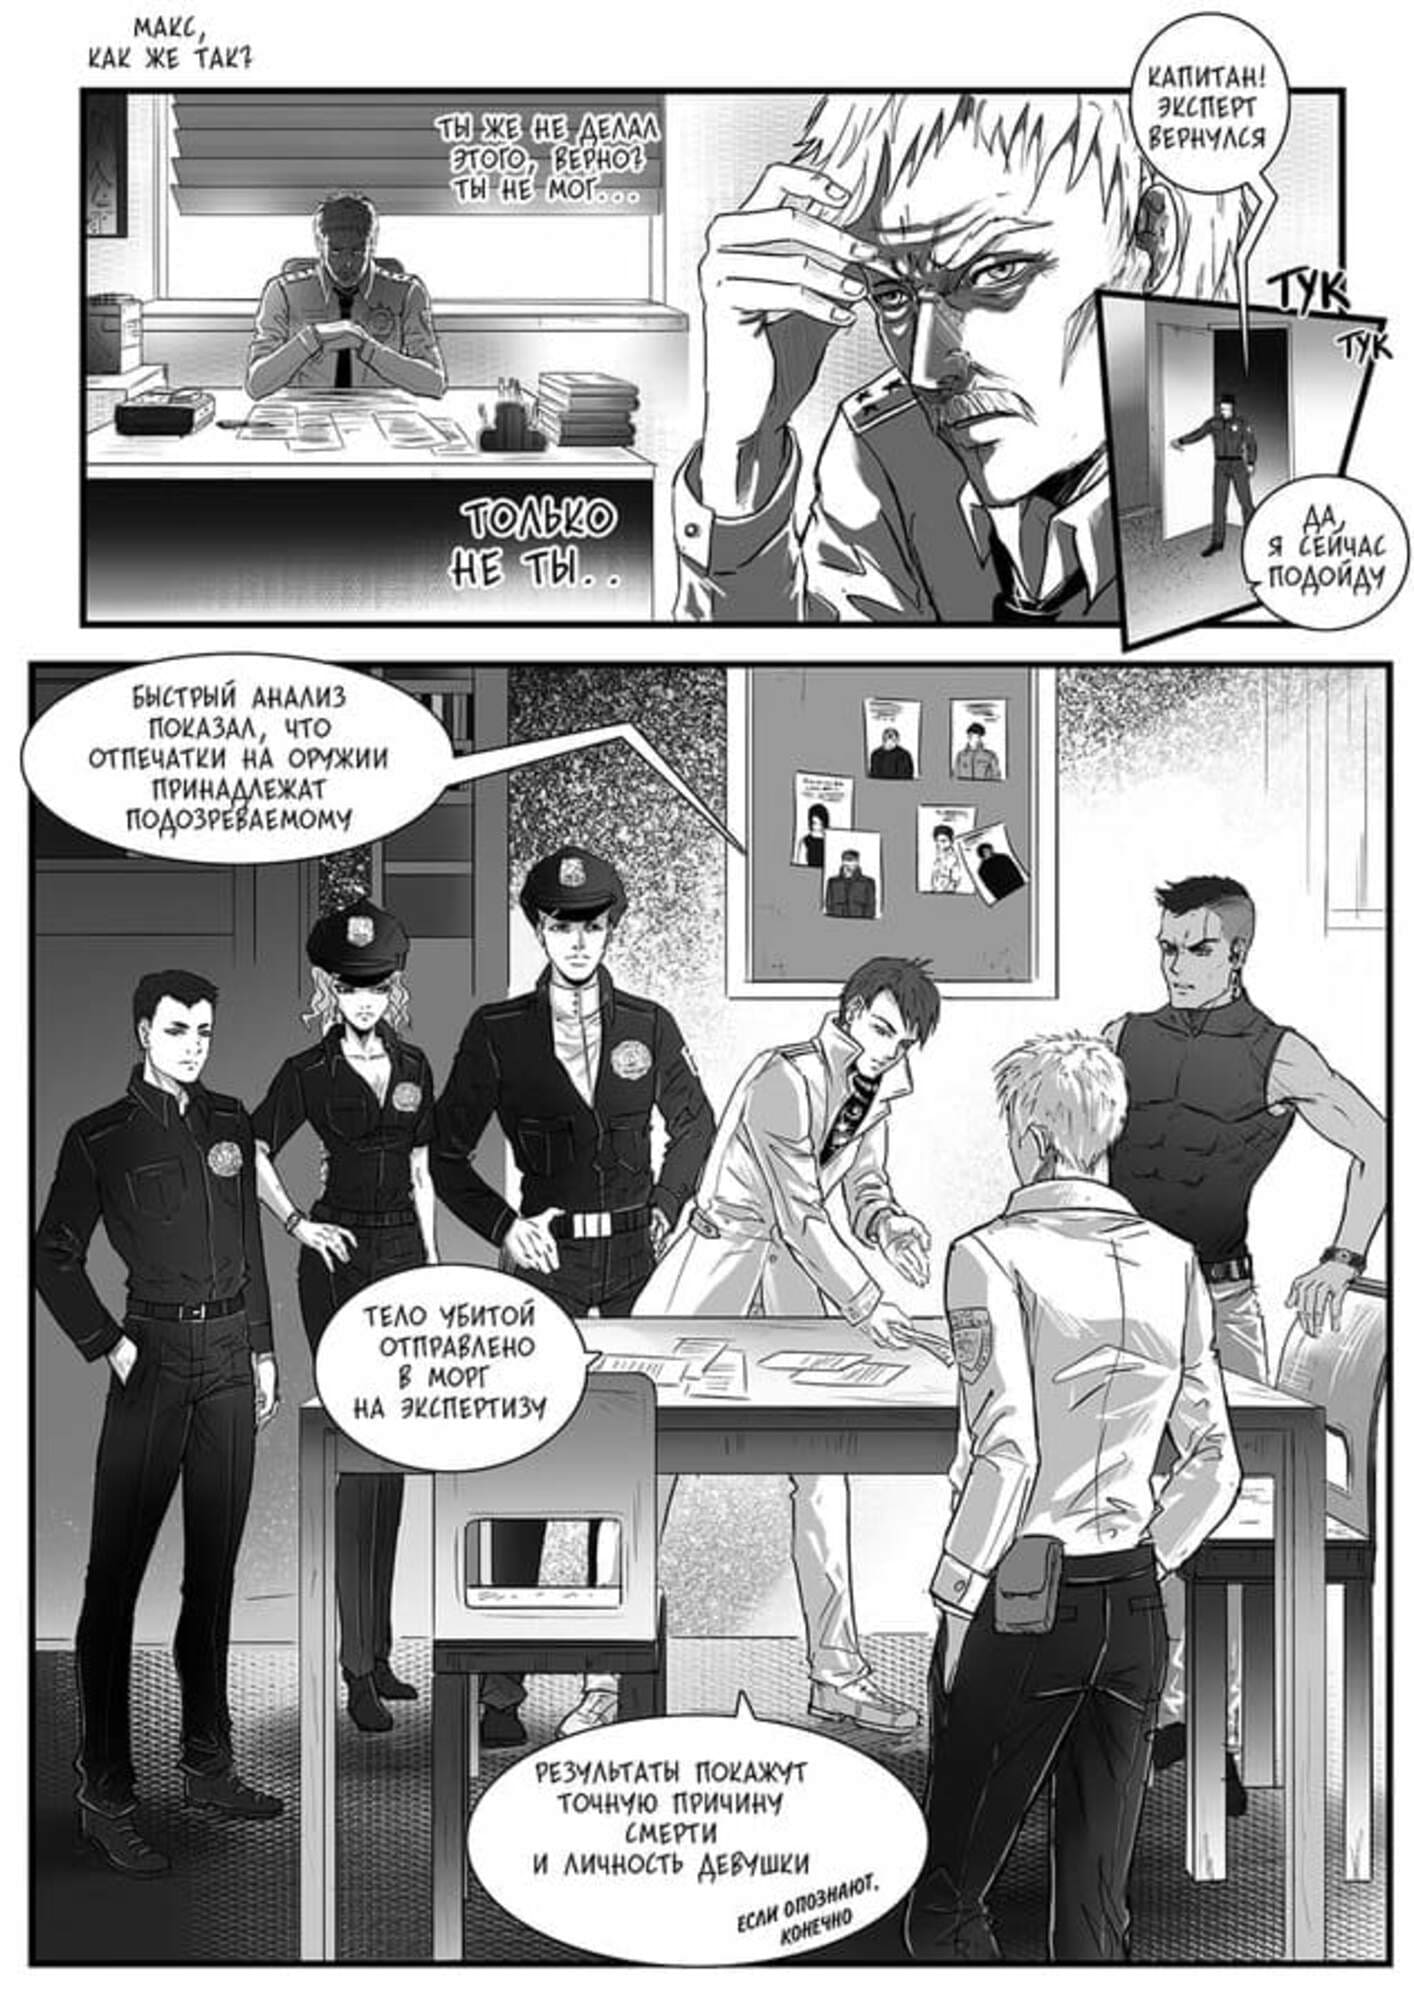 МАКС,
КАК ЖЕ ТАК?
ТЫ ЖЕ НЕ ДЕЛАЛ
ЭТОГО, ВЕРНО?
ТЫ НЕ МОГ...
ТОЛЬКО
НЕ ТЫ..
КАПИТАН!
ЭКСПЕРТ
ВЕРНУЛСЯ
ТУК
ТУК
ДА,
Я СЕЙЧАС
ПОДОЙДУ
БЫСТРЫЙ АНАЛИЗ
ПОКАЗАЛ, ЧТО
ОТПЕЧАТКИ НА ОРУЖИИ
ПРИНАДЛЕЖАТ
ПОДОЗРЕВАЕМОМУ
ТЕЛО УБИТОЙ
ОТПРАВЛЕНО
В МОРГ
НА ЭКСПЕРТИЗУ
РЕЗУЛЬТАТЫ ПОКАЖУТ
ТОЧНУЮ ПРИЧИНУ
СМЕРТИ
И ЛИЧНОСТЬ ДЕВУШКИ
ЕСЛИ ОПОЗНАЮТ,
КОНЕЧНО